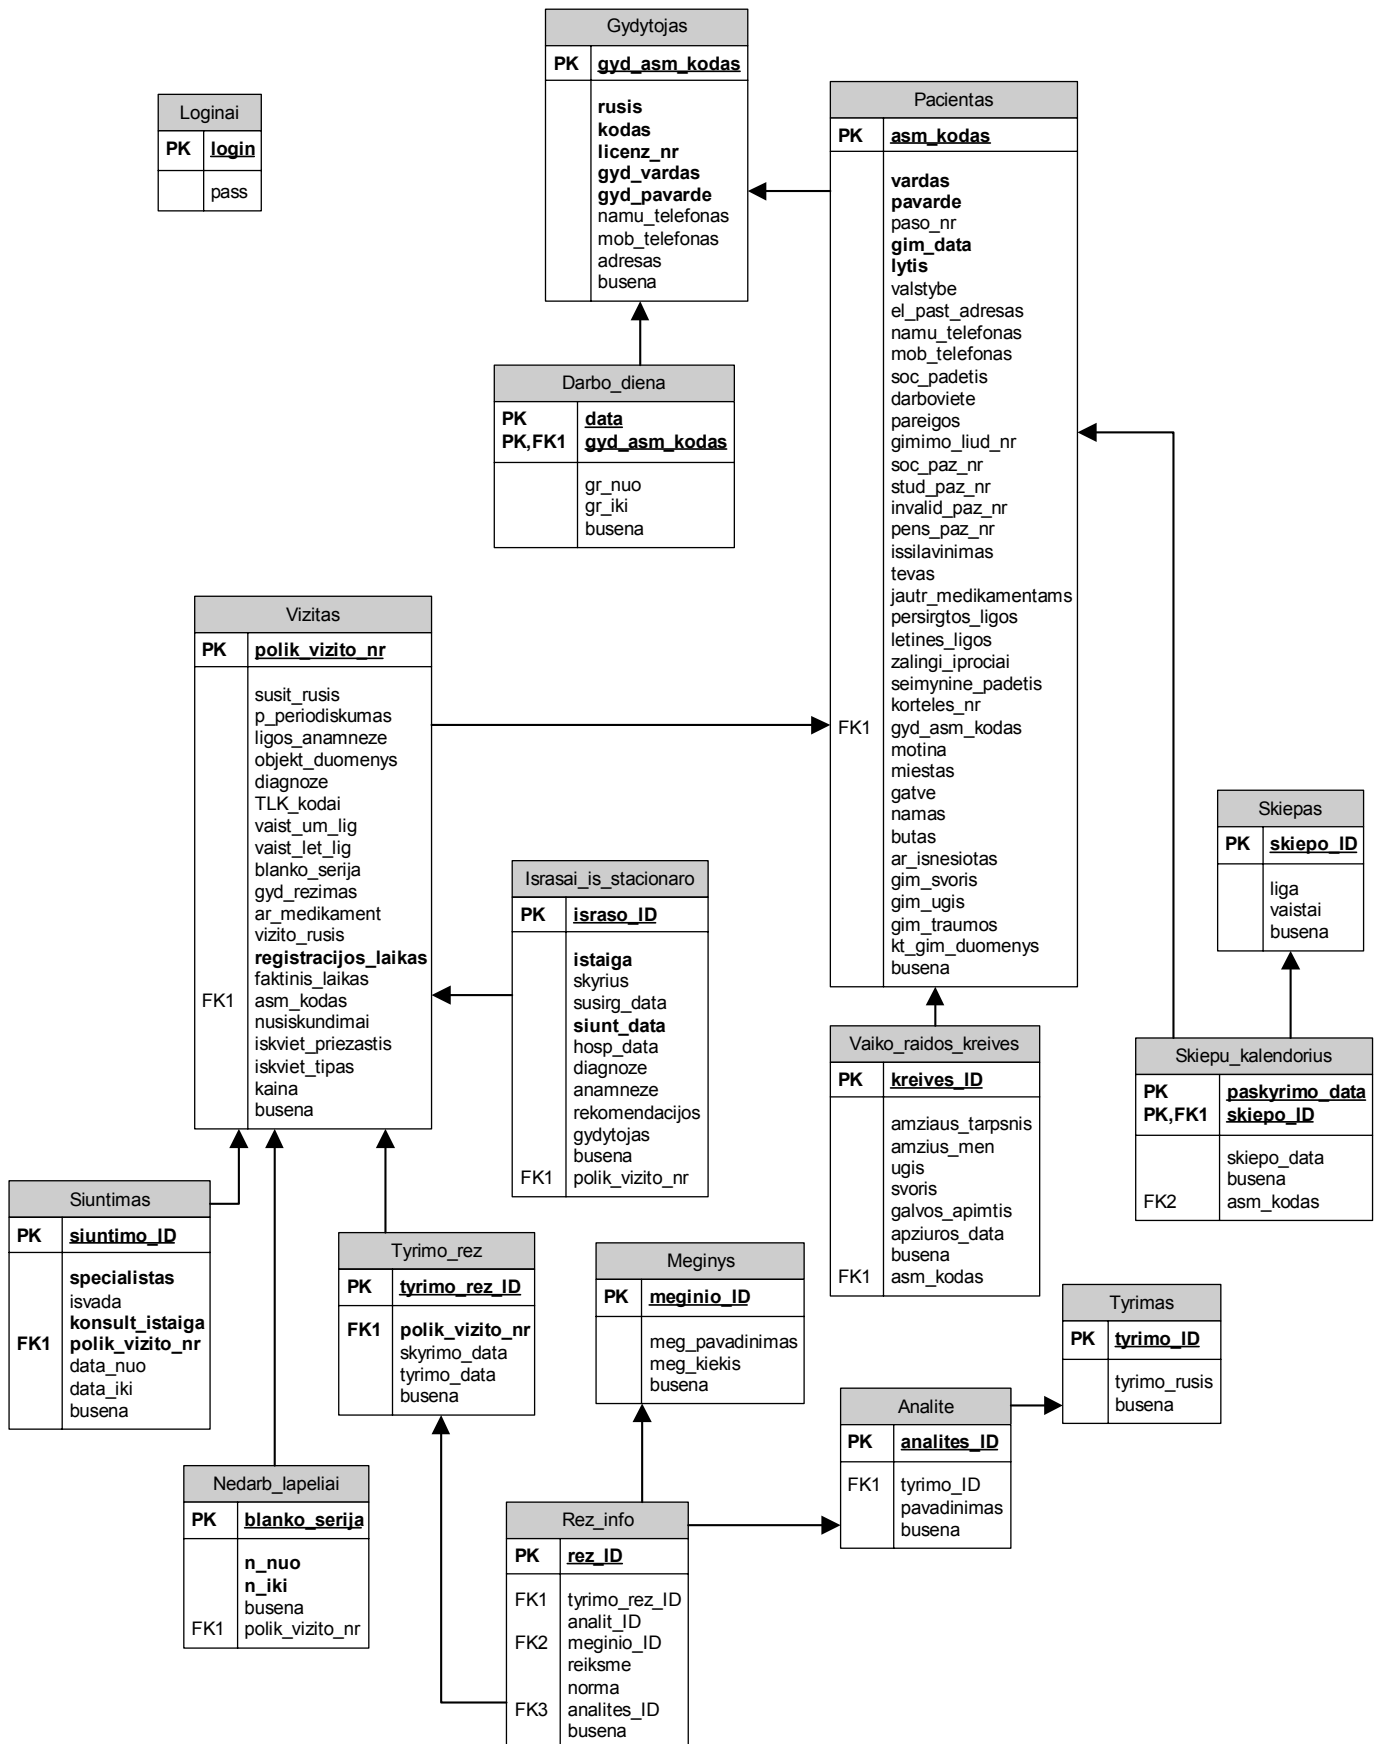 Gydytojas
PK gyd_asm_kodas
rusis
kodas
licenz_nr
gyd_vardas
gyd_pavarde
namu_telefonas
mob_telefonas
adresas
busena
Loginai
PK login
pass
Pacientas
PK asm_kodas
vardas
pavarde
paso_nr
gim_data
lytis
valstybe
el_past_adresas
namu_telefonas
mob_telefonas
soc_padetis
darboviete
pareigos
gimimo_liud_nr
soc_paz_nr
stud_paz_nr
invalid_paz_nr
pens_paz_nr
issilavinimas
tevas
jautr_medikamentams
persirgtos_ligos
letines_ligos
zalingi_iprociai
seimynine_padetis
korteles_nr
FK1 gyd_asm_kodas
motina
miestas
gatve
namas
butas
ar_isnesiotas
gim_svoris
gim_ugis
gim_traumos
kt_gim_duomenys
busena
Darbo_diena
PK data
PK,FK1 gyd_asm_kodas
gr_nuo
gr_iki
busena
Vizitas
PK polik_vizito_nr
susit_rusis
p_periodiskumas
ligos_anamneze
objekt_duomenys
diagnoze
TLK_kodai
vaist_um_lig
vaist_let_lig
blanko_serija
gyd_rezimas
ar_medikament
vizito_rusis
registracijos_laikas
faktinis_laikas
FK1 asm_kodas
nusiskundimai
iskviet_priezastis
iskviet_tipas
kaina
busena
Israsai_is_stacionaro
PK israso_ID
istaiga
skyrius
susirg_data
siunt_data
hosp_data
diagnoze
anamneze
rekomendacijos
gydytojas
busena
FK1 polik_vizito_nr
Skiepas
PK skiepo_ID
liga
vaistai
busena
Vaiko_raidos_kreives
PK kreives_ID
amziaus_tarpsnis
amzius_men
ugis
svoris
galvos_apimtis
apziuros_data
busena
FK1 asm_kodas
Skiepu_kalendorius
PK paskyrimo_data
PK,FK1 skiepo_ID
skiepo_data
busena
FK2 asm_kodas
Siuntimas
PK siuntimo_ID
specialistas
isvada
konsult_istaiga
FK1 polik_vizito_nr
data_nuo
data_iki
busena
Tyrimo_rez
PK tyrimo_rez_ID
FK1 polik_vizito_nr
skyrimo_data
tyrimo_data
busena
Meginys
PK meginio_ID
meg_pavadinimas
meg_kiekis
busena
Tyrimas
PK tyrimo_ID
tyrimo_rusis
busena
Analite
PK analites_ID
FK1 tyrimo_ID
pavadinimas
busena
Nedarb_lapeliai
PK blanko_serija
n_nuo
n_iki
busena
FK1 polik_vizito_nr
Rez_info
PK rez_ID
FK1 tyrimo_rez_ID
analit_ID
FK2 meginio_ID
reiksme
norma
FK3 analites_ID
busena